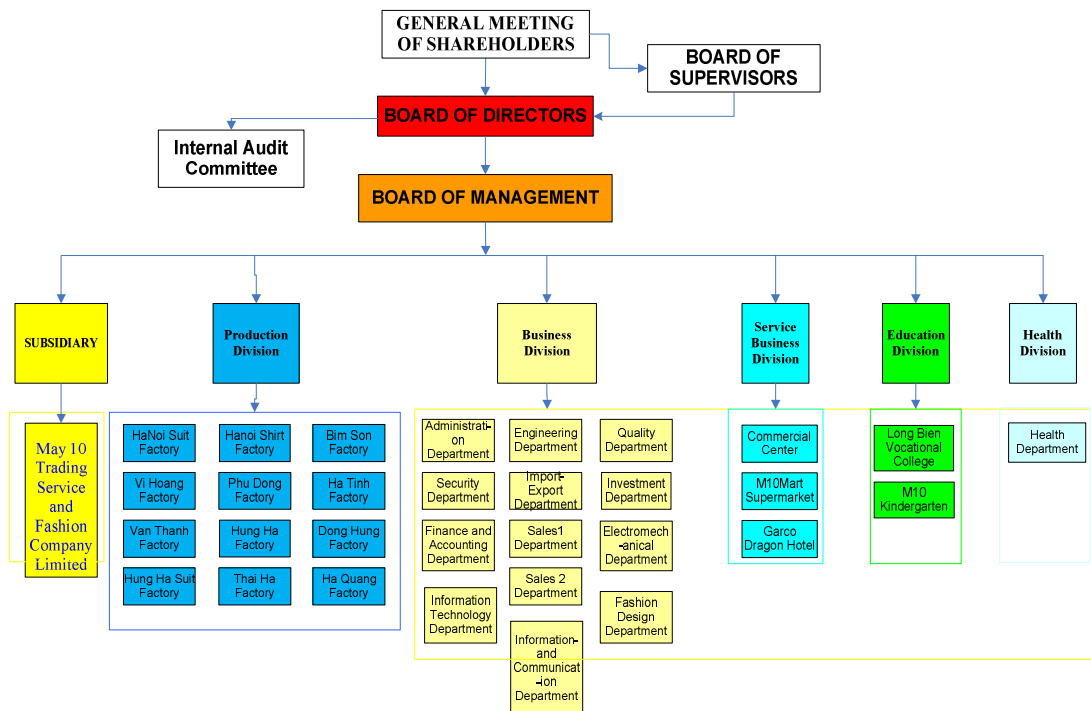 GENERAL MEETING
OF SHAREHOLDERS
BOARD OF
SUPERVISORS
BOARD OF DIRECTORS
Internal Audit
Committee
BOARD OF MANAGEMENT
SUBSIDIARY
Production
Division
Business
Division
Service
Business
Division
Education
Division
Health
Division
May 10
Trading
Service
and
Fashion
Company
Limited
HaNoi Suit
Factory
Hanoi Shirt
Factory
Bim Son
Factory
Vi Hoang
Factory
Phu Dong
Factory
Ha Tinh
Factory
Van Thanh
Factory
Hung Ha
Factory
Dong Hung
Factory
Hung Ha Suit
Factory
Thai Ha
Factory
Ha Quang
Factory
Administrati-
on
Department
Engineering
Department
Quality
Department
Security
Department
Import-
Export
Department
Investment
Department
Finance and
Accounting
Department
Sales1
Department
Electromech-
-anical
Department
Sales 2
Department
Information
Technology
Department
Fashion
Design
Department
Information-
and
Communicat-
-ion
Department
Commercial
Center
M10Mart
Supermarket
Garco
Dragon Hotel
Long Bien
Vocational
College
M10
Kindergarten
Health
Department